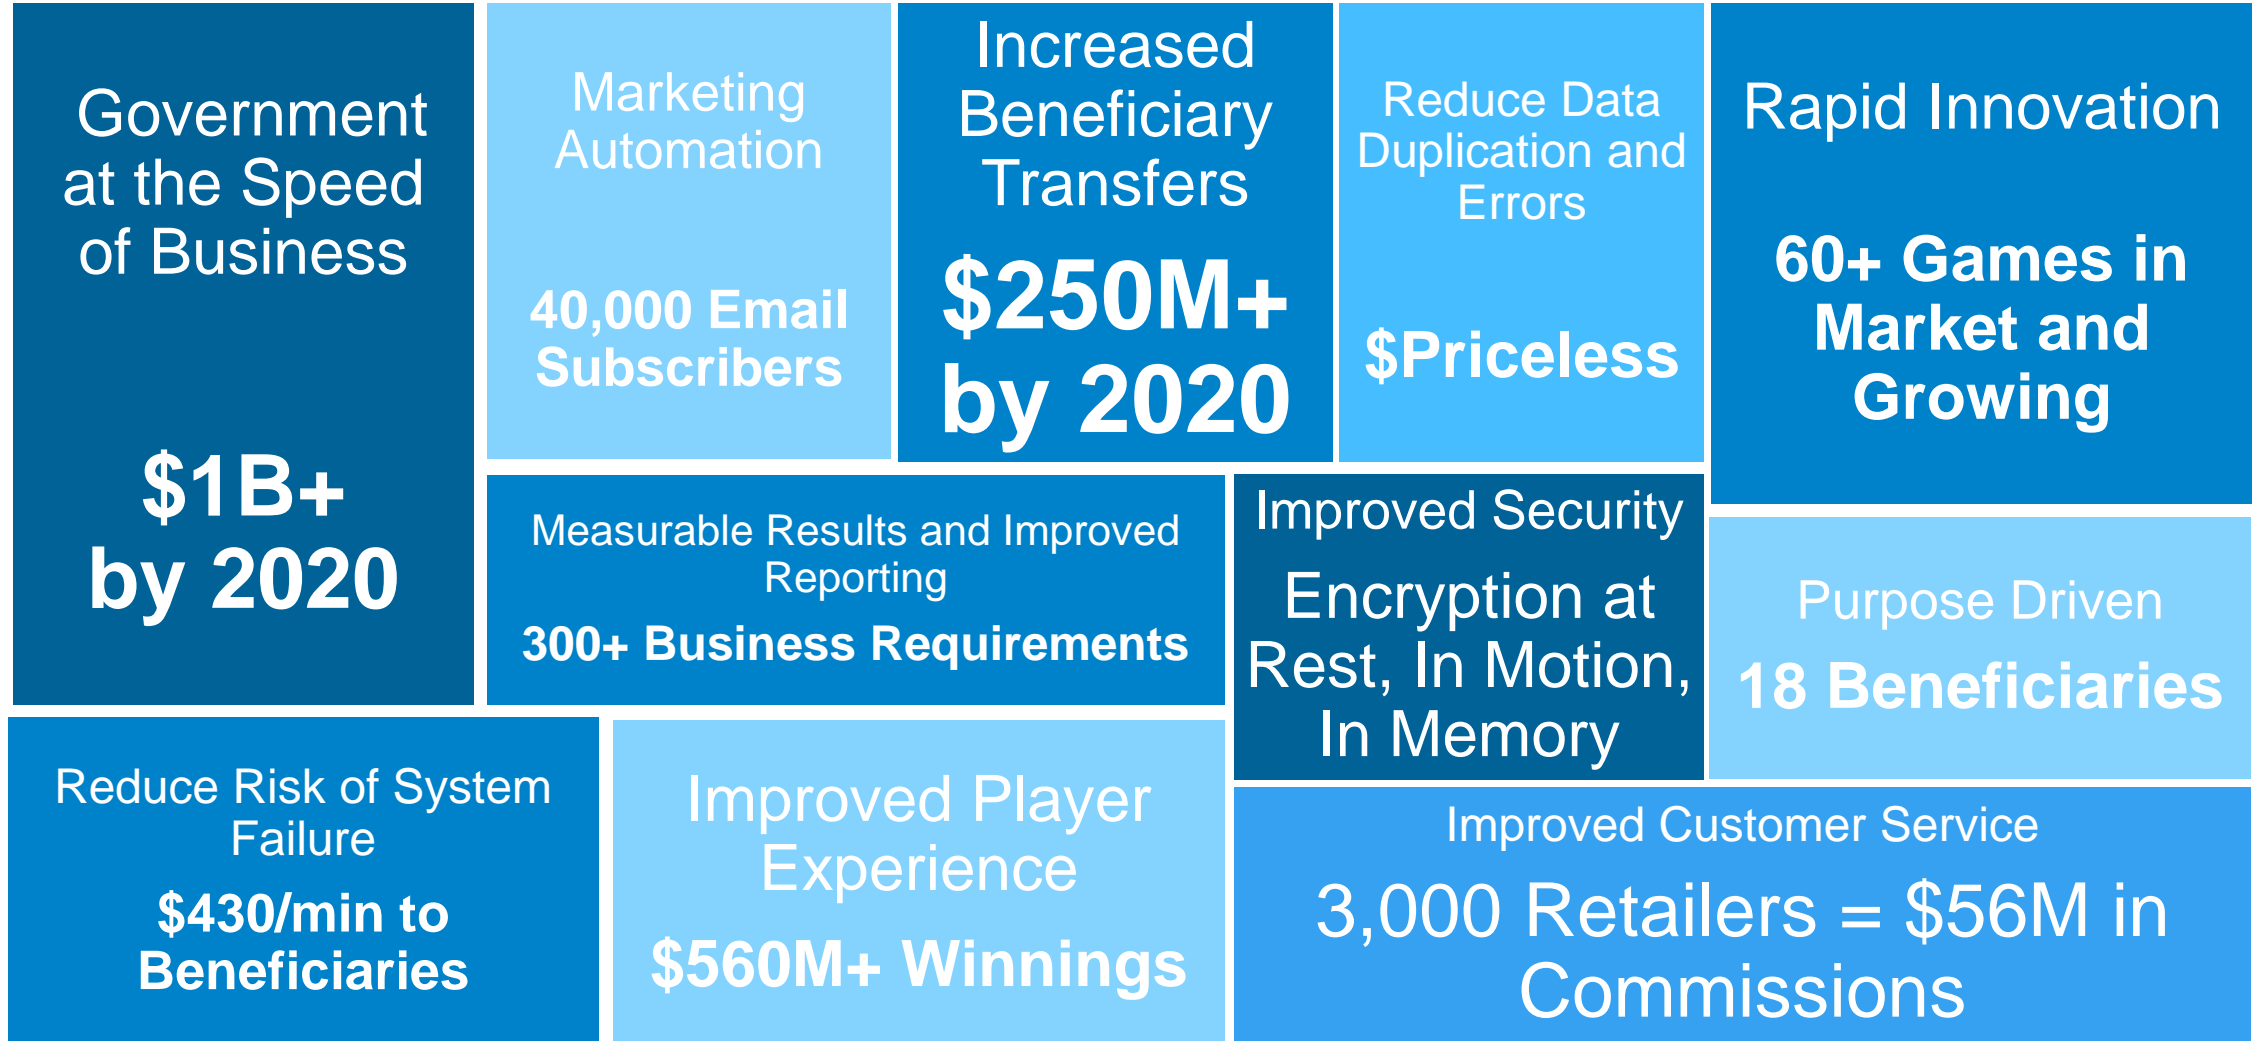 Government
at the Speed
of Business
$1B+
by 2020
Marketing
Automation
40,000 Email
Subscribers
Increased
Beneficiary
Transfers
$250M+
by 2020
Reduce Data
Duplication and
Errors
$Priceless
Rapid Innovation
60+ Games in
Market and
Growing
Measurable Results and Improved
Reporting
300+ Business Requirements
Improved Security
Encryption at
Rest, In Motion,
In Memory
Purpose Driven
18 Beneficiaries
Reduce Risk of System
Failure
$430/min to
Beneficiaries
Improved Player
Experience
$560M+ Winnings
Improved Customer Service
3,000 Retailers = $56M in
Commissions